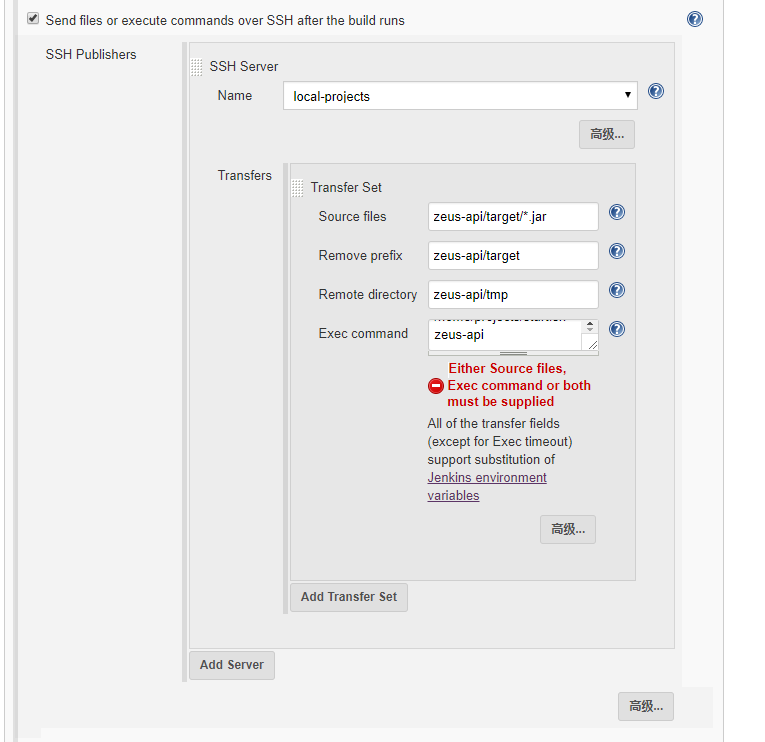 Send files or execute commands over SSH after the build runs
SSH Publishers
SSH Server
Name
local-projects
高级...
Transfers
Transfer Set
Source files
zeus-api/target/*.jar
Remove prefix
zeus-api/target
Remote directory
zeus-api/tmp
Exec command
zeus-api
Either Source files,
Exec command or both
must be supplied
All of the transfer fields
(except for Exec timeout)
support substitution of
Jenkins environment
variables
高级...
Add Transfer Set
Add Server
高级...